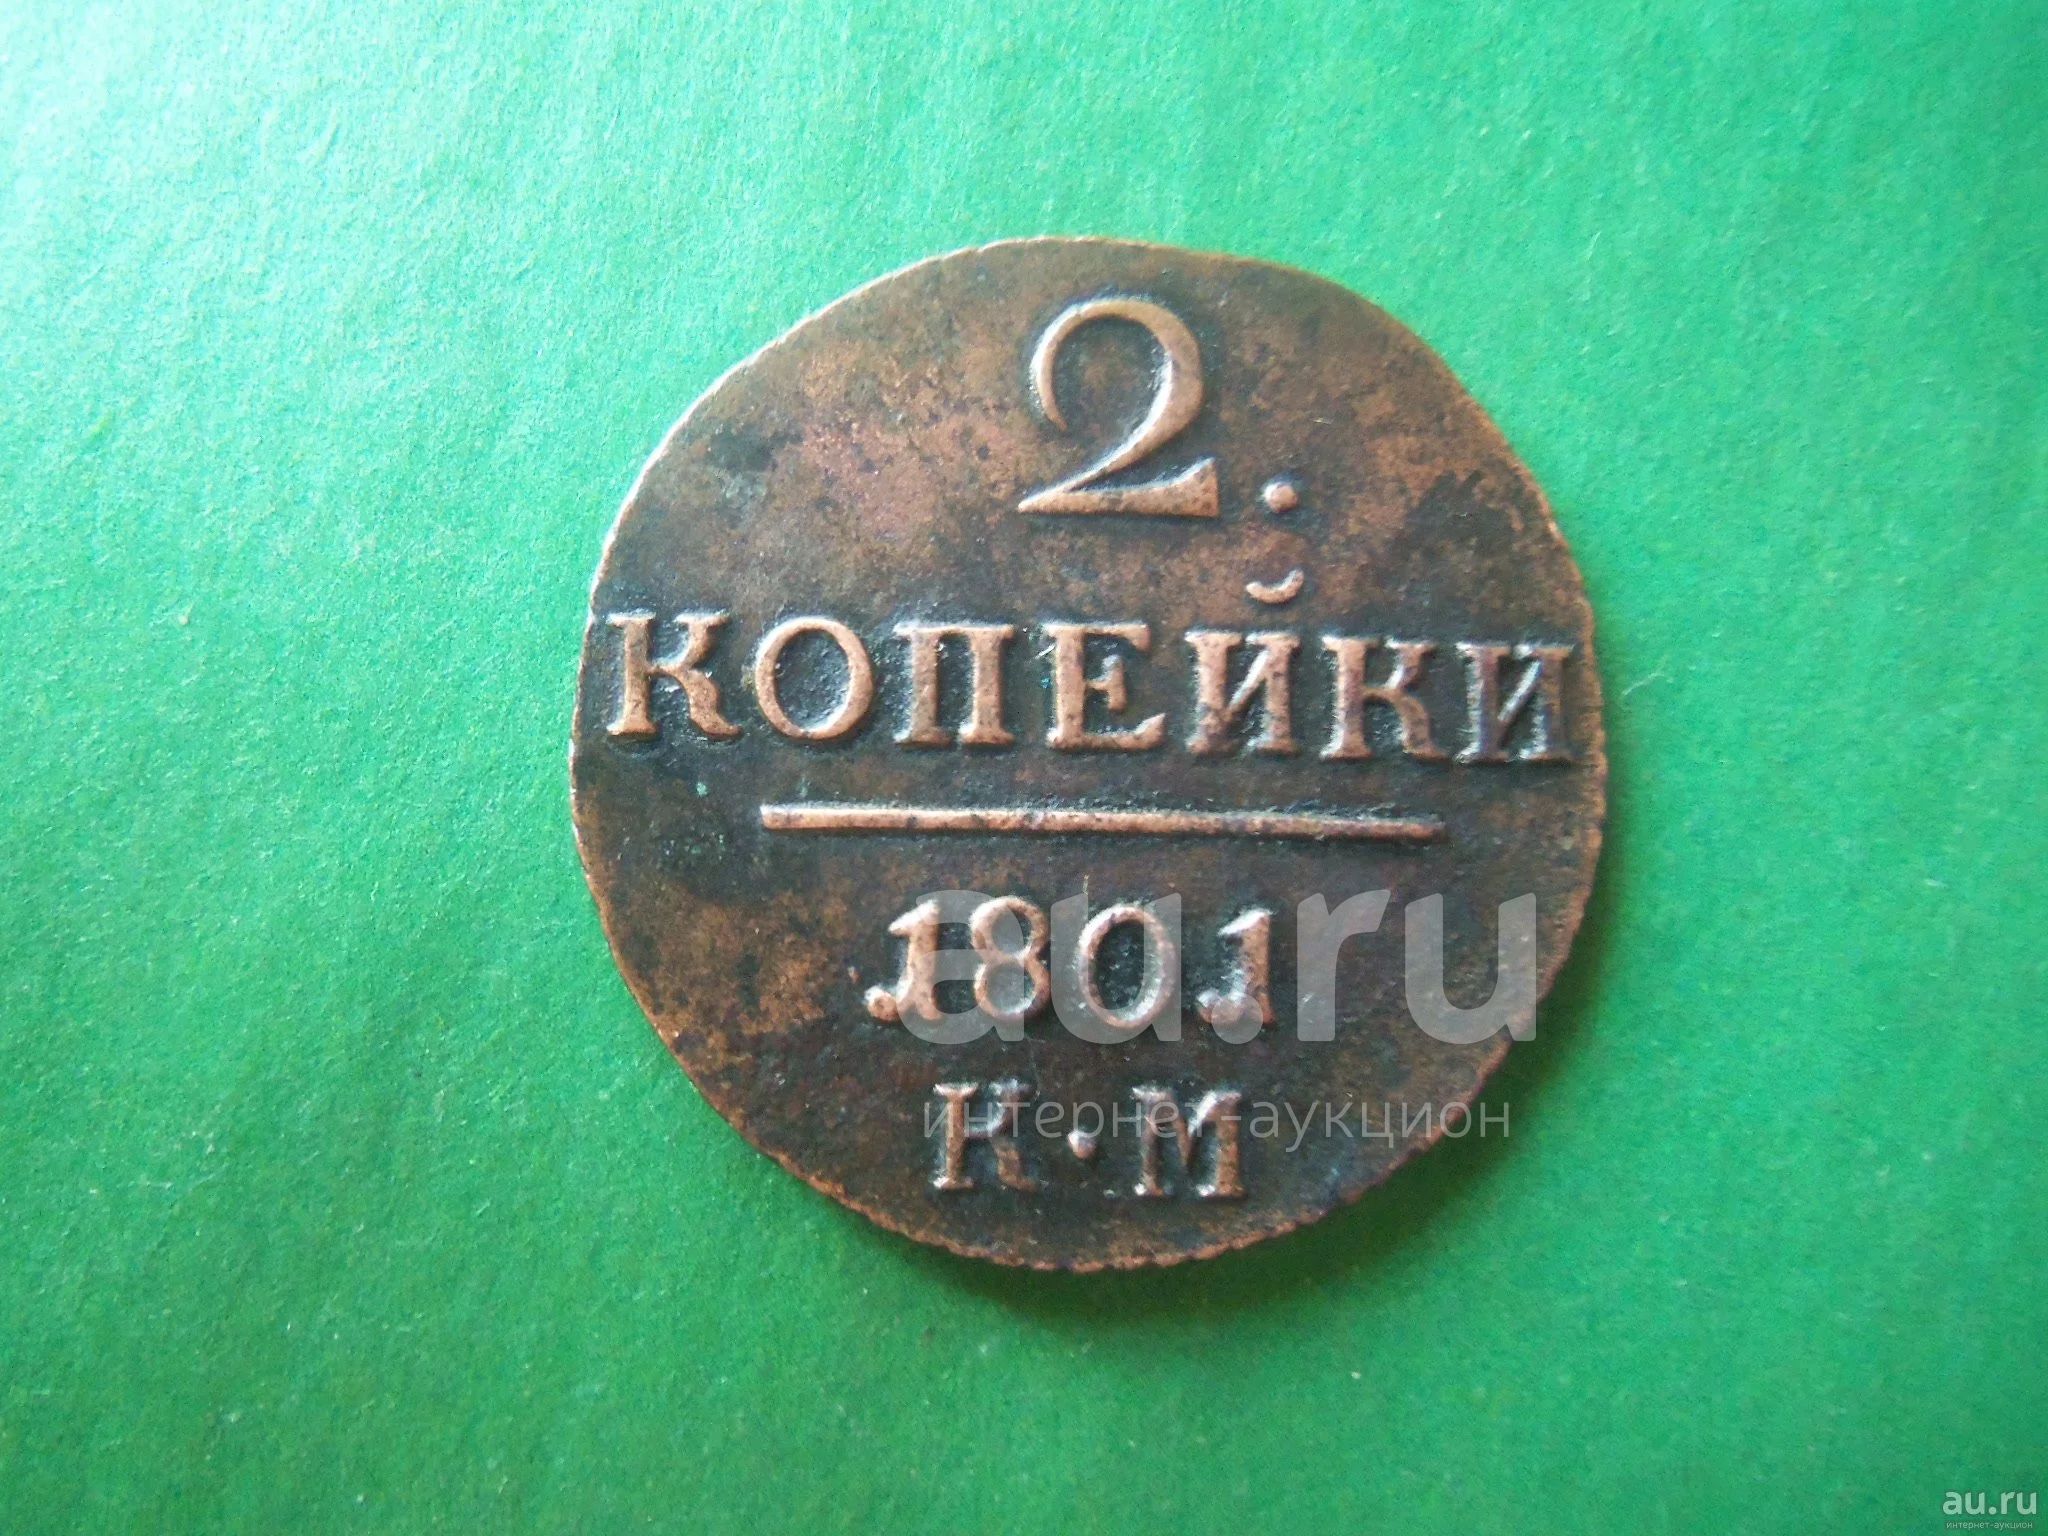 2.
КОПЕЙКИ
1801
К·М
au.ru
интернет-аукцион
au.ru
интернет-аукцион